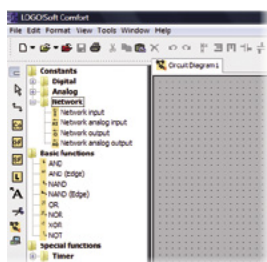 LOGO!Soft Comfort
File Edit Format View Tools Window Help
Circuit Diagram1
Constants
Digital
Analog
Network
Network input
Network analog input
Network output
Network analog output
Basic functions
AND
AND (Edge)
NAND
NAND (Edge)
OR
NOR
XOR
NOT
Special functions
Timer